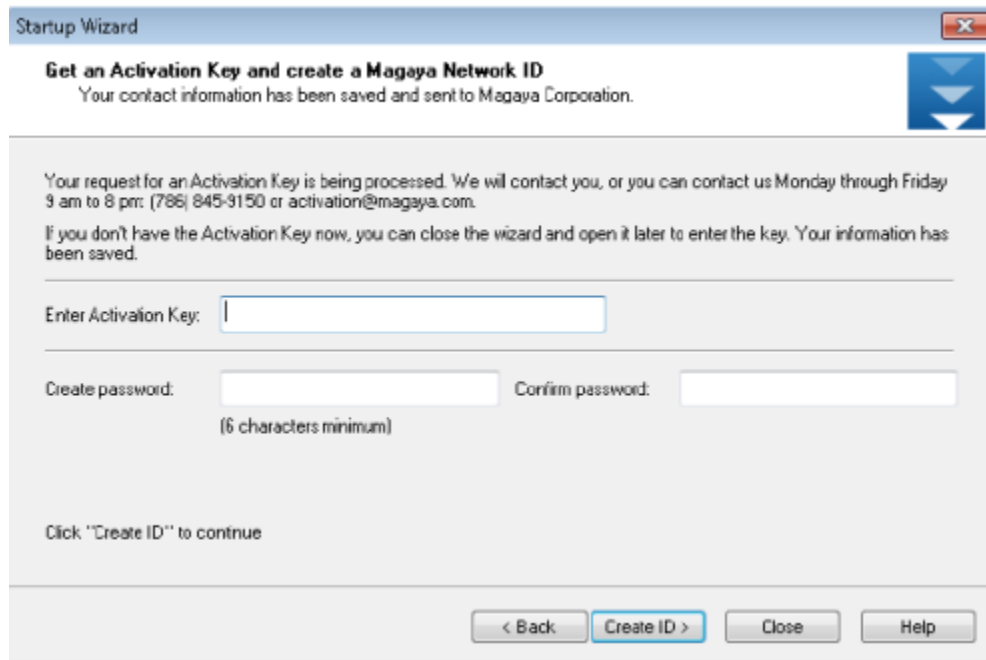 Startup Wizard
Get an Activation Key and create a Magaya Network ID
Your contact information has been saved and sent to Magaya Corporation.
Your request for an Activation Key is being processed. We will contact you, or you can contact us Monday through Friday
9 am to 8 pm: (786) 845-9150 or activation@magaya.com.
If you don't have the Activation Key now, you can close the wizard and open it later to enter the key. Your information has
been saved.
Enter Activation Key:
Create password: Confirm password:
(6 characters minimum)
Click "Create ID" to continue
< Back Create ID > Close Help